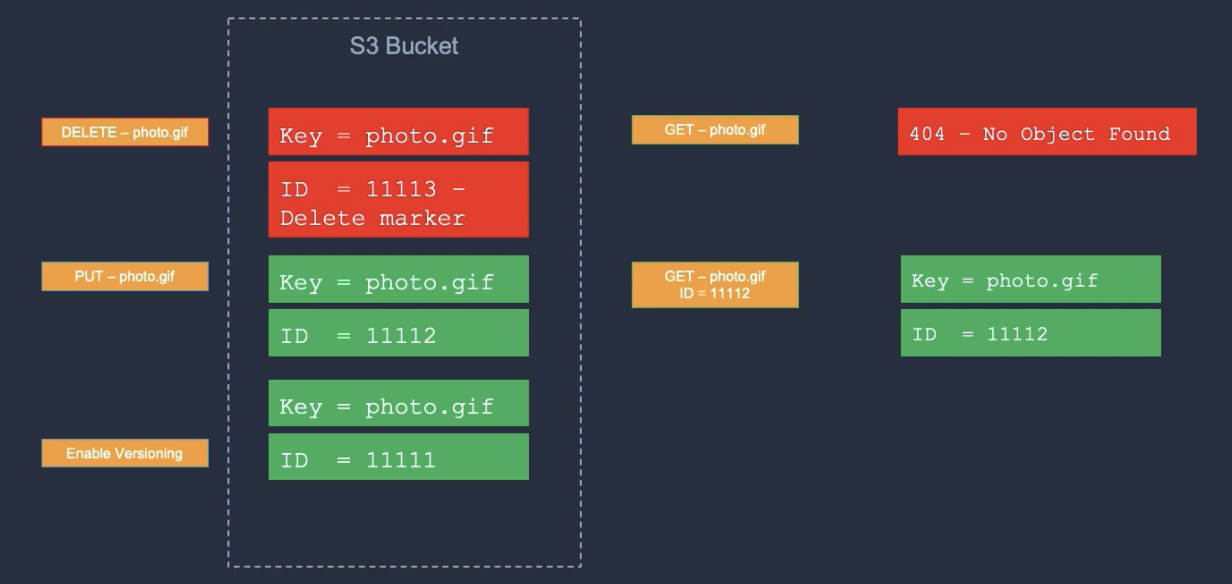 S3 Bucket
DELETE – photo.gif
Key = photo.gif
ID  = 11113 –
Delete marker
GET – photo.gif
404 – No Object Found
PUT – photo.gif
Key = photo.gif
ID  = 11112
GET – photo.gif
ID = 11112
Key = photo.gif
ID  = 11112
Enable Versioning
Key = photo.gif
ID  = 11111